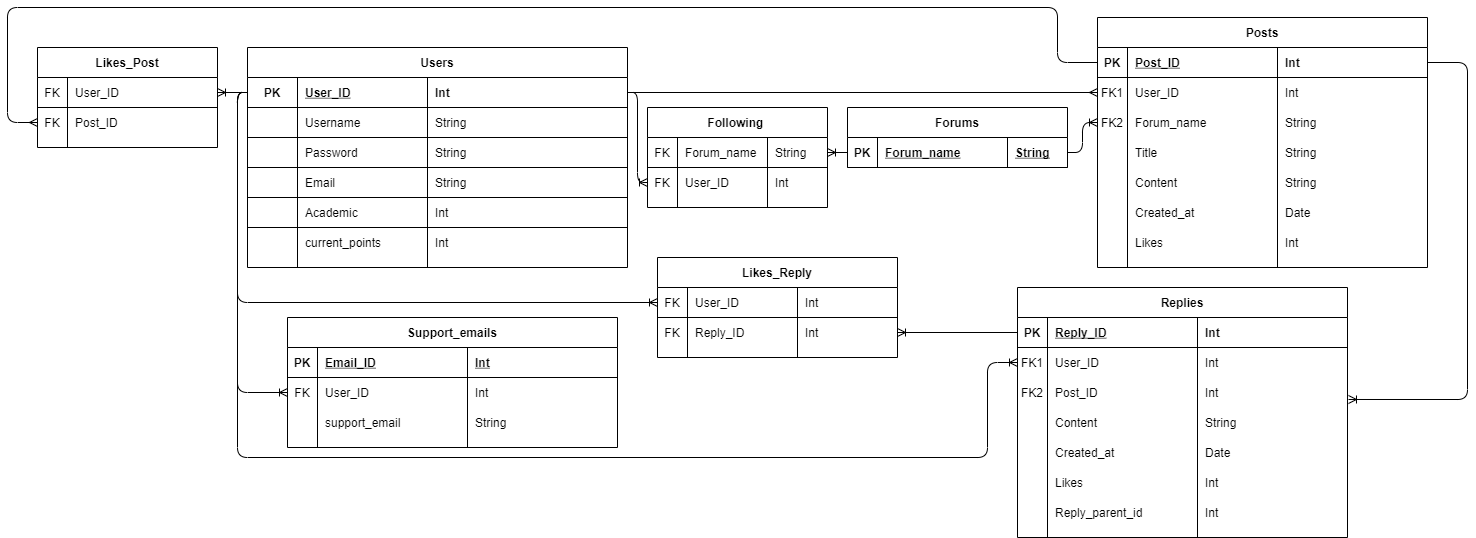 Likes_Post
FK User_ID
FK Post_ID
Users
PK User_ID Int
Username String
Password String
Email String
Academic Int
current_points Int
Following
FK Forum_name String
FK User_ID Int
Forums
PK Forum_name String
Posts
PK Post_ID Int
FK1 User_ID Int
FK2 Forum_name String
Title String
Content String
Created_at Date
Likes Int
Likes_Reply
FK User_ID Int
FK Reply_ID Int
Support_emails
PK Email_ID Int
FK User_ID Int
support_email String
Replies
PK Reply_ID Int
FK1 User_ID Int
FK2 Post_ID Int
Content String
Created_at Date
Likes Int
Reply_parent_id Int